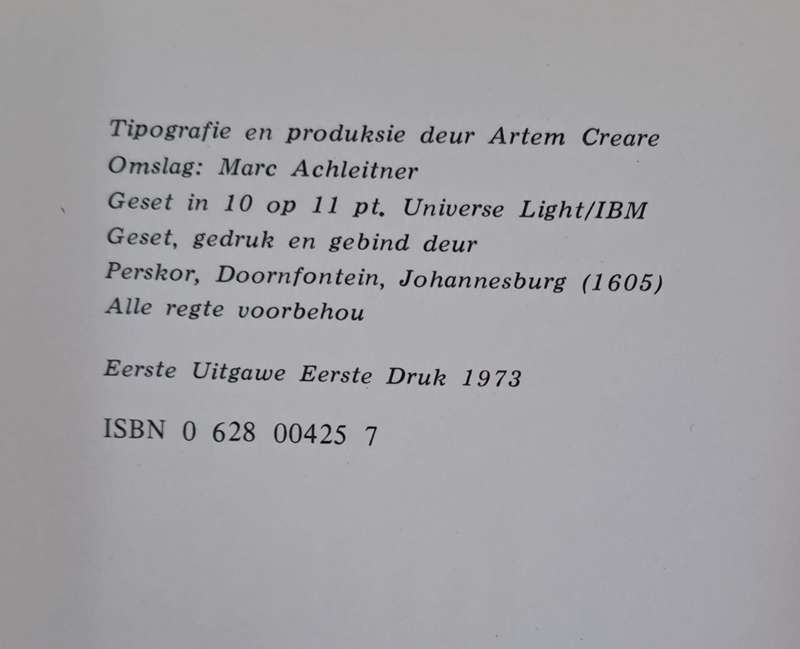 Tipografie en produksie deur Artem Creare
Omslag: Marc Achleitner
Geset in 10 op 11 pt. Universe Light/IBM
Geset, gedruk en gebind deur
Perskor, Doornfontein, Johannesburg (1605)
Alle regte voorbehou
Eerste Uitgawe Eerste Druk 1973
ISBN 0 628 00425 7